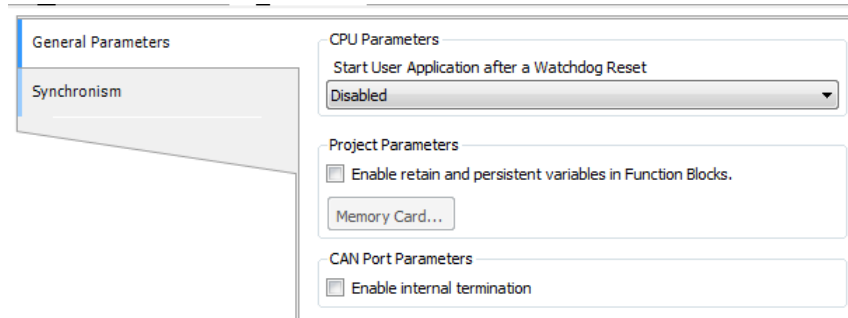 General Parameters
Synchronism
CPU Parameters
Start User Application after a Watchdog Reset
Disabled
Project Parameters
Enable retain and persistent variables in Function Blocks.
Memory Card...
CAN Port Parameters
Enable internal termination